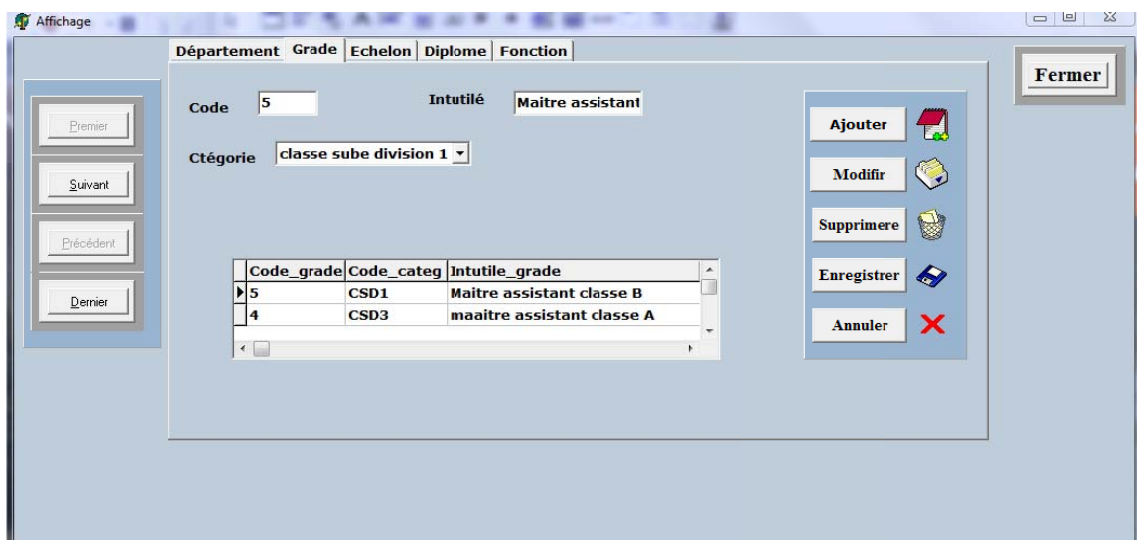 Affichage
Département Grade Echelon Diplome Fonction
Fermer
Premier
Suivant
Précédent
Dernier
Code 5 Intutilé Maitre assistant
Ctégorie classe sube division 1
Code_grade Code_categ Intutile_grade
5 CSD1 Maitre assistant classe B
4 CSD3 maaitre assistant classe A
Ajouter
Modifir
Supprimere
Enregistrer
Annuler